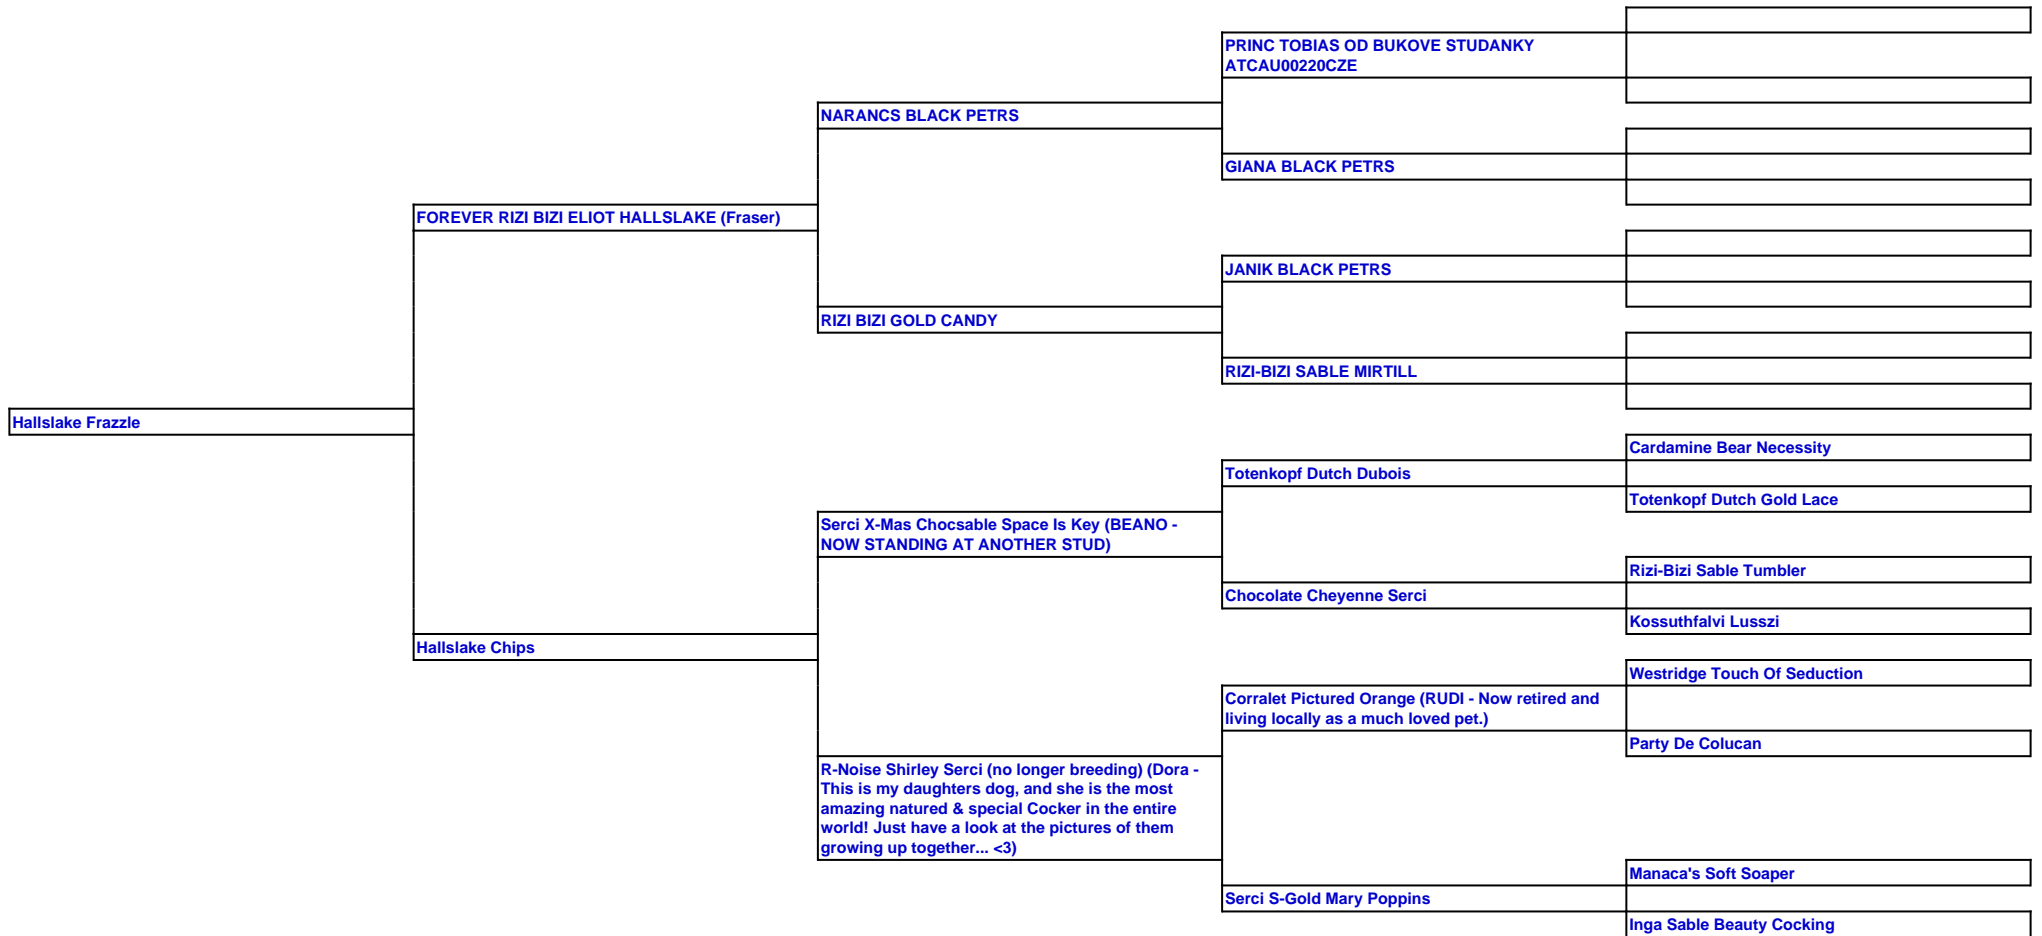 PRINC TOBIAS OD BUKOVE STUDANKY
ATCAU00220CZE
NARANCS BLACK PETRS
GIANA BLACK PETRS
FOREVER RIZI BIZI ELIOT HALLSLAKE (Fraser)
JANIK BLACK PETRS
RIZI BIZI GOLD CANDY
RIZI-BIZI SABLE MIRTILL
Hallslake Frazzle
Cardamine Bear Necessity
Totenkopf Dutch Dubois
Totenkopf Dutch Gold Lace
Serci X-Mas Chocsable Space Is Key (BEANO -
NOW STANDING AT ANOTHER STUD)
Rizi-Bizi Sable Tumbler
Chocolate Cheyenne Serci
Kossuthfalvi Lusszi
Hallslake Chips
Westridge Touch Of Seduction
Corralet Pictured Orange (RUDI - Now retired and
living locally as a much loved pet.)
Party De Colucan
R-Noise Shirley Serci (no longer breeding) (Dora -
This is my daughters dog, and she is the most
amazing natured & special Cocker in the entire
world! Just have a look at the pictures of them
growing up together... <3)
Manaca's Soft Soaper
Serci S-Gold Mary Poppins
Inga Sable Beauty Cocking